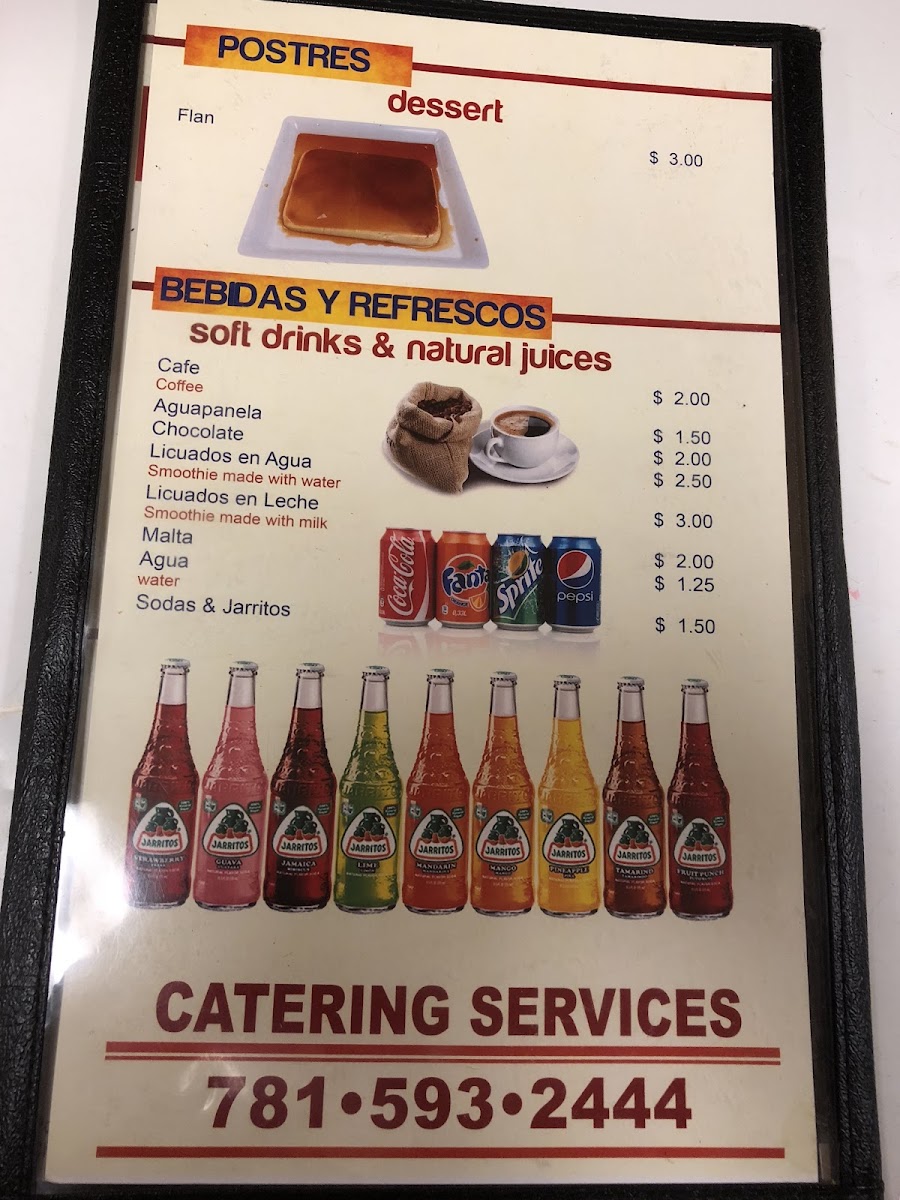 POSTRES
dessert
Flan
$ 3.00
BEBIDAS Y REFRESCOS
soft drinks & natural juices
Cafe $ 2.00
Coffee
Aguapanela $ 1.50
Chocolate $ 2.00
Licuados en Agua $ 2.50
Smoothie made with water
Licuados en Leche $ 3.00
Smoothie made with milk
Malta $ 2.00
Agua $ 1.25
water
Sodas & Jarritos $ 1.50
Coca-Cola Fanta Sprite pepsi
JARRITOS JARRITOS JARRITOS JARRITOS JARRITOS JARRITOS JARRITOS JARRITOS JARRITOS
STRAWBERRY GUAVA JAMAICA LIME MANDARIN MANGO PINEAPPLE TAMARIND FRUIT PUNCH
CATERING SERVICES
781•593•2444